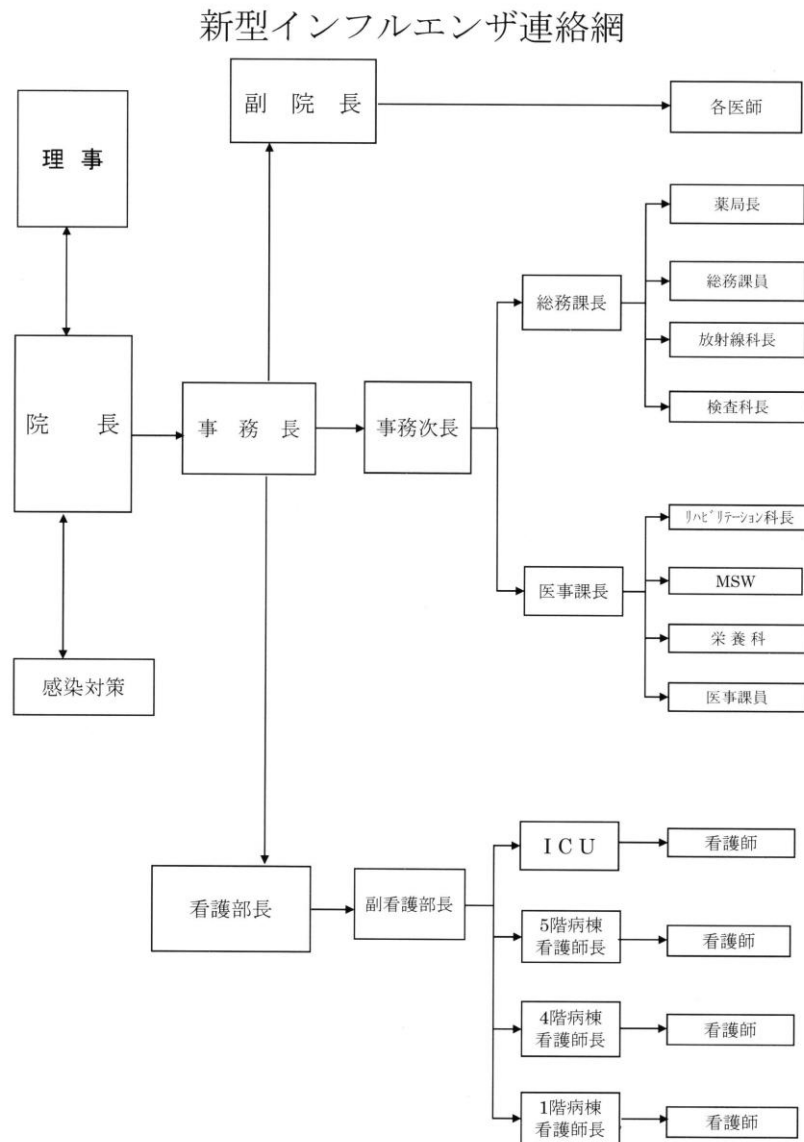 新型インフルエンザ連絡網
副 院 長
各医師
理 事
薬局長
総務課長
総務課員
放射線科長
院 長
事 務 長
事務次長
検査科長
リハビリテーション科長
医事課長
MSW
栄養科
感染対策
医事課員
ＩＣＵ
看護師
看護部長
副看護部長
5階病棟
看護師長
看護師
4階病棟
看護師長
看護師
1階病棟
看護師長
看護師